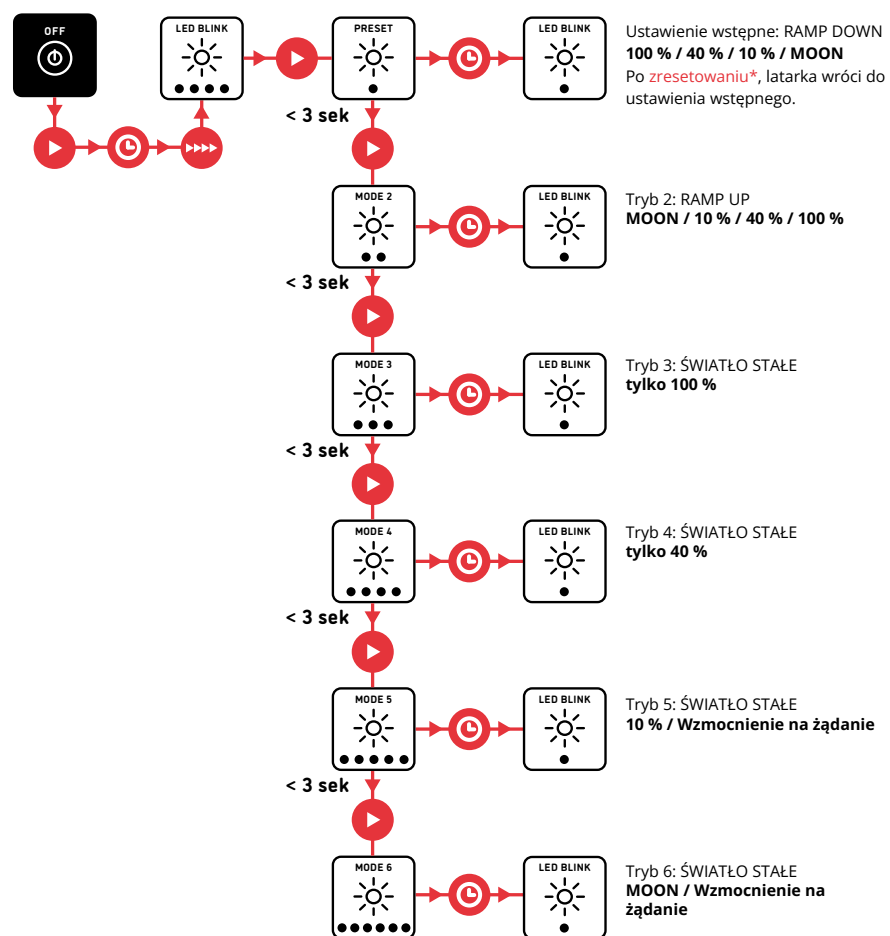 OFF
LED BLINK
PRESET
LED BLINK
Ustawienie wstępne: RAMP DOWN
100 % / 40 % / 10 % / MOON
Po zresetowaniu*, latarka wróci do
ustawienia wstępnego.
< 3 sek
MODE 2
LED BLINK
Tryb 2: RAMP UP
MOON / 10 % / 40 % / 100 %
< 3 sek
MODE 3
LED BLINK
Tryb 3: ŚWIATŁO STAŁE
tylko 100 %
< 3 sek
MODE 4
LED BLINK
Tryb 4: ŚWIATŁO STAŁE
tylko 40 %
< 3 sek
MODE 5
LED BLINK
Tryb 5: ŚWIATŁO STAŁE
10 % / Wzmocnienie na żądanie
< 3 sek
MODE 6
LED BLINK
Tryb 6: ŚWIATŁO STAŁE
MOON / Wzmocnienie na
żądanie